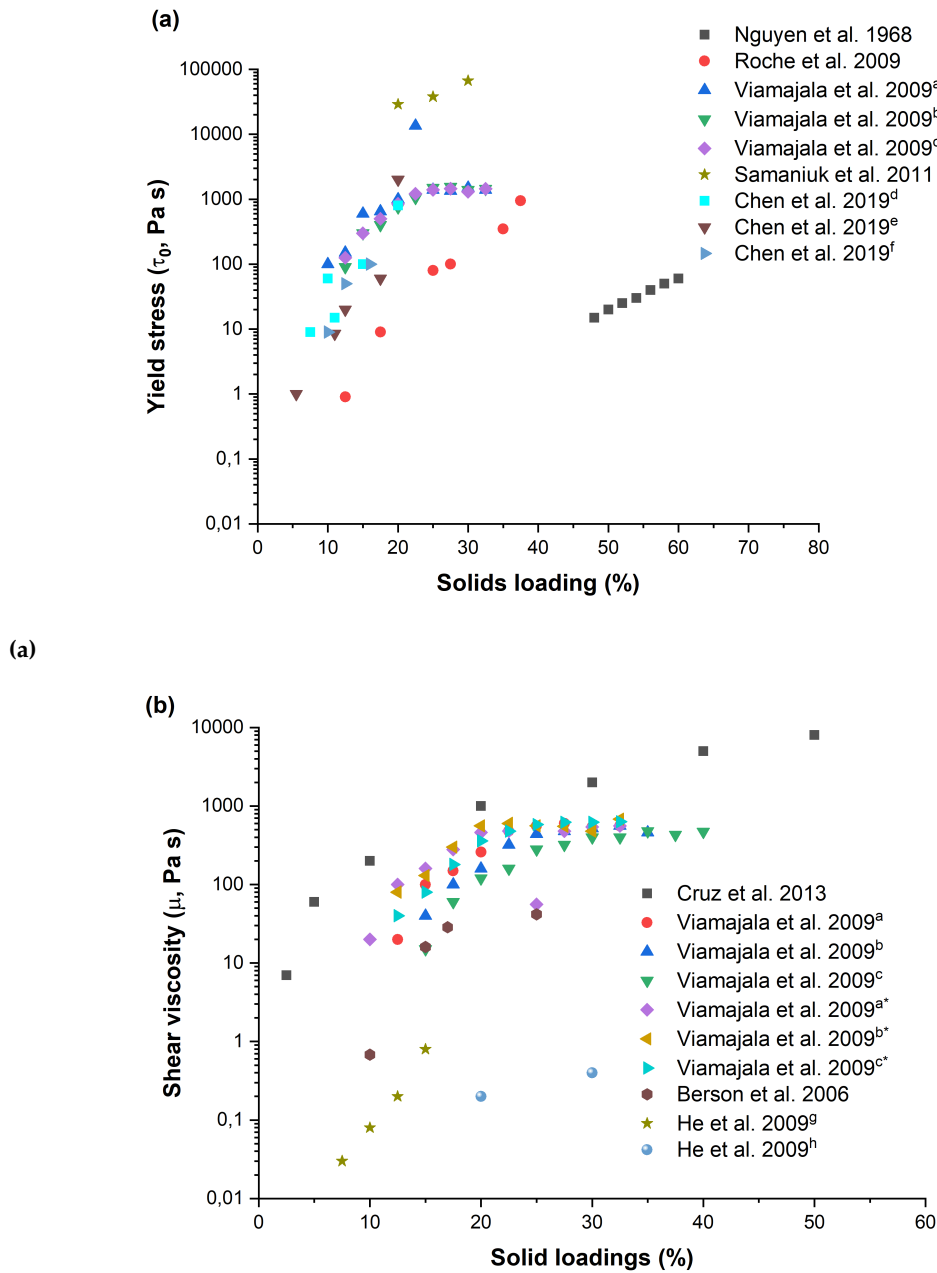 (a)
Nguyen et al. 1968
Roche et al. 2009
Viamajala et al. 2009ᵃ
Viamajala et al. 2009ᵇ
Viamajala et al. 2009ᶜ
Samaniuk et al. 2011
Chen et al. 2019ᵈ
Chen et al. 2019ᵉ
Chen et al. 2019ᶠ
100000
10000
1000
100
10
1
0,1
0,01
Yield stress (τ₀, Pa s)
0 10 20 30 40 50 60 70 80
Solids loading (%)
(a)
(b)
10000
1000
100
10
1
0,1
0,01
Shear viscosity (μ, Pa s)
Cruz et al. 2013
Viamajala et al. 2009ᵃ
Viamajala et al. 2009ᵇ
Viamajala et al. 2009ᶜ
Viamajala et al. 2009ᵃ*
Viamajala et al. 2009ᵇ*
Viamajala et al. 2009ᶜ*
Berson et al. 2006
He et al. 2009ᵍ
He et al. 2009ʰ
0 10 20 30 40 50
Solid loadings (%)